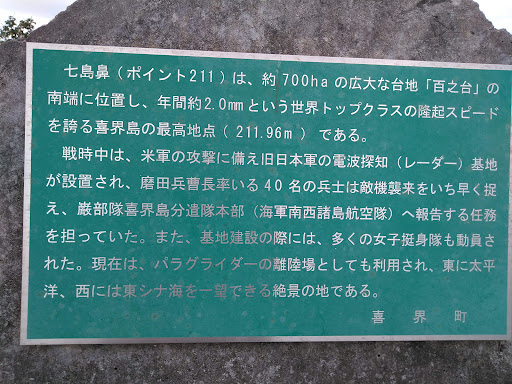 七島鼻(ポイント211)は、約700haの広大な台地「百之台」の
南端に位置し、年間約2.0mmという世界トップクラスの隆起スピード
を誇る喜界島の最高地点(211.96m)である。
戦時中は、米軍の攻撃に備え旧日本軍の電波探知(レーダー)基地
が設置され、磨田兵曹長率いる40名の兵士は敵機襲来をいち早く捉
え、巌部隊喜界島分遣隊本部(海軍南西諸島航空隊)へ報告する任務
を担っていた。また、基地建設の際には、多くの女子挺身隊も動員さ
れた。現在は、パラグライダーの離陸場としても利用され、東に太平
洋、西には東シナ海を一望できる絶景の地である。
喜界町